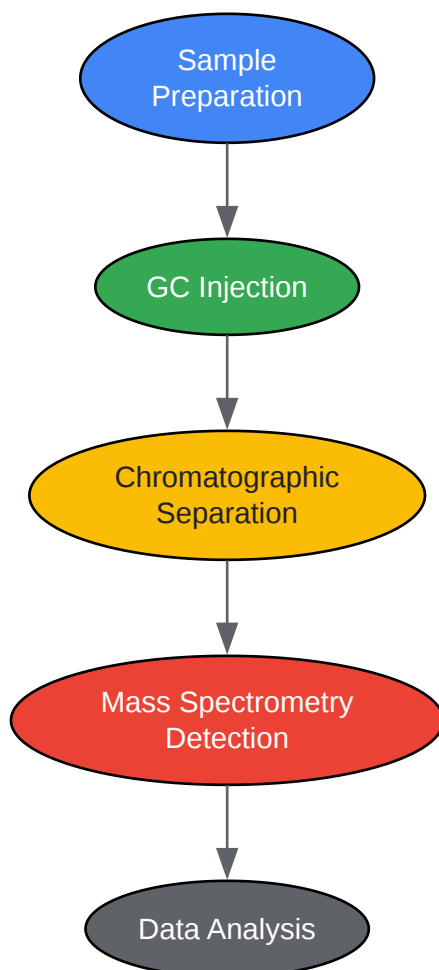 Sample
Preparation
GC Injection
Chromatographic
Separation
Mass Spectrometry
Detection
Data Analysis